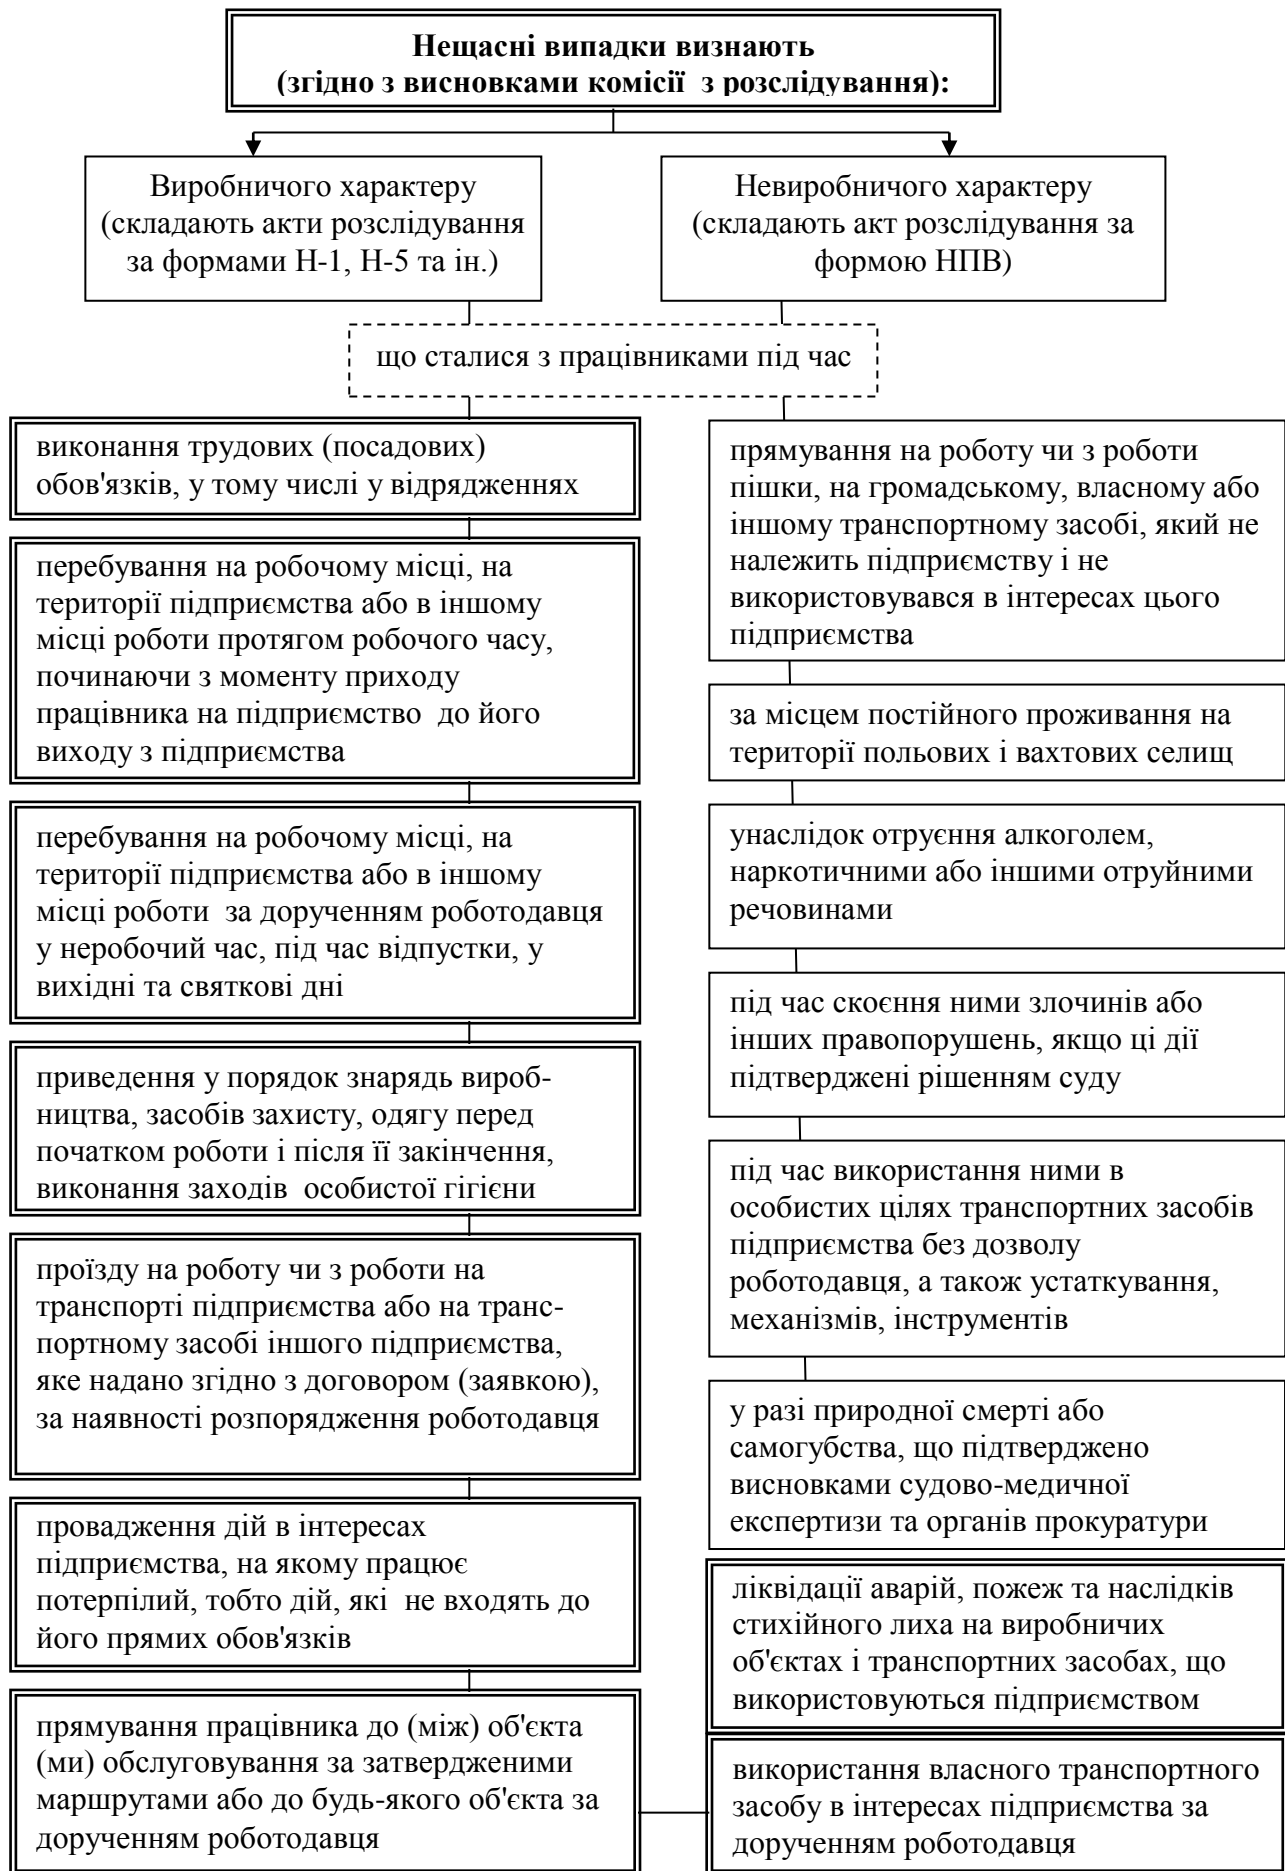 Нещасні випадки визнають
(згідно з висновками комісії з розслідування):
Виробничого характеру
(складають акти розслідування
за формами Н-1, Н-5 та ін.)
Невиробничого характеру
(складають акт розслідування за
формою НПВ)
що сталися з працівниками під час
виконання трудових (посадових)
обов'язків, у тому числі у відрядженнях
перебування на робочому місці, на
території підприємства або в іншому
місці роботи протягом робочого часу,
починаючи з моменту приходу
працівника на підприємство до його
виходу з підприємства
перебування на робочому місці, на
території підприємства або в іншому
місці роботи за дорученням роботодавця
у неробочий час, під час відпустки, у
вихідні та святкові дні
приведення у порядок знарядь вироб-
ництва, засобів захисту, одягу перед
початком роботи і після її закінчення,
виконання заходів особистої гігієни
проїзду на роботу чи з роботи на
транспорті підприємства або на транс-
портному засобі іншого підприємства,
яке надано згідно з договором (заявкою),
за наявності розпорядження роботодавця
провадження дій в інтересах
підприємства, на якому працює
потерпілий, тобто дій, які не входять до
його прямих обов'язків
прямування працівника до (між) об'єкта
(ми) обслуговування за затвердженими
маршрутами або до будь-якого об'єкта за
дорученням роботодавця
прямування на роботу чи з роботи
пішки, на громадському, власному або
іншому транспортному засобі, який не
належить підприємству і не
використовувався в інтересах цього
підприємства
за місцем постійного проживання на
території польових і вахтових селищ
унаслідок отруєння алкоголем,
наркотичними або іншими отруйними
речовинами
під час скоєння ними злочинів або
інших правопорушень, якщо ці дії
підтверджені рішенням суду
під час використання ними в
особистих цілях транспортних засобів
підприємства без дозволу
роботодавця, а також устаткування,
механізмів, інструментів
у разі природної смерті або
самогубства, що підтверджено
висновками судово-медичної
експертизи та органів прокуратури
ліквідації аварій, пожеж та наслідків
стихійного лиха на виробничих
об'єктах і транспортних засобах, що
використовуються підприємством
використання власного транспортного
засобу в інтересах підприємства за
дорученням роботодавця